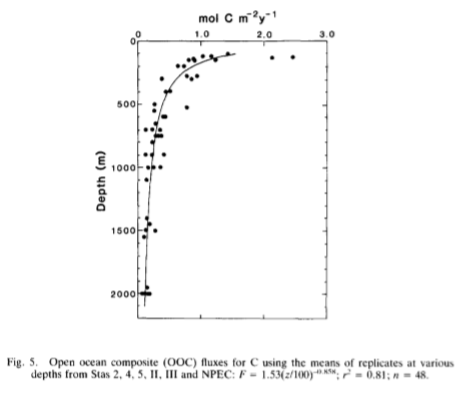 mol C m⁻²y⁻¹
0 1.0 2.0 3.0
0
500
1000
1500
2000
Depth (m)
Fig. 5. Open ocean composite (OOC) fluxes for C using the means of replicates at various
depths from Stas 2, 4, 5, II, III and NPEC: F = 1.53(z/100)⁻⁰·⁸⁵⁸; r² = 0.81; n = 48.